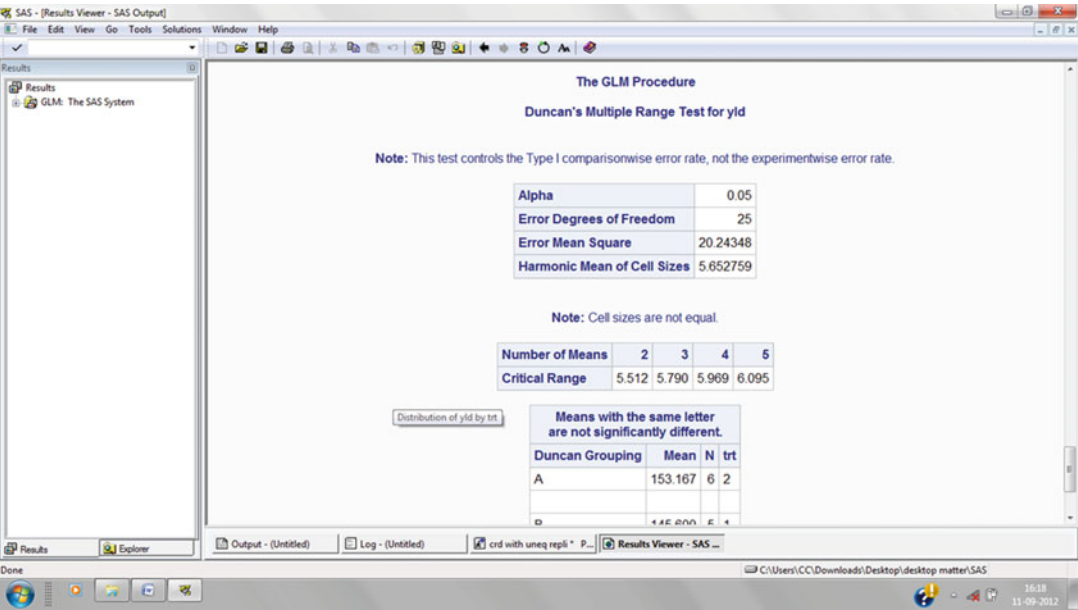 SAS - [Results Viewer - SAS Output]
File Edit View Go Tools Solutions Window Help
Results
Results
GLM: The SAS System
The GLM Procedure
Duncan's Multiple Range Test for yld
Note: This test controls the Type I comparisonwise error rate, not the experimentwise error rate.
Alpha 0.05
Error Degrees of Freedom 25
Error Mean Square 20.24348
Harmonic Mean of Cell Sizes 5.652759
Note: Cell sizes are not equal.
Number of Means 2 3 4 5
Critical Range 5.512 5.790 5.969 6.095
Distribution of yld by trt
Means with the same letter
are not significantly different.
Duncan Grouping Mean N trt
A 153.167 6 2
B 145.600 5 1
Results Explorer
Output - (Untitled) Log - (Untitled) crd with uneq repli * P... Results Viewer - SAS ...
Done C:\Users\CC\Downloads\Desktop\desktop matter\SAS
16:18
11-09-2012